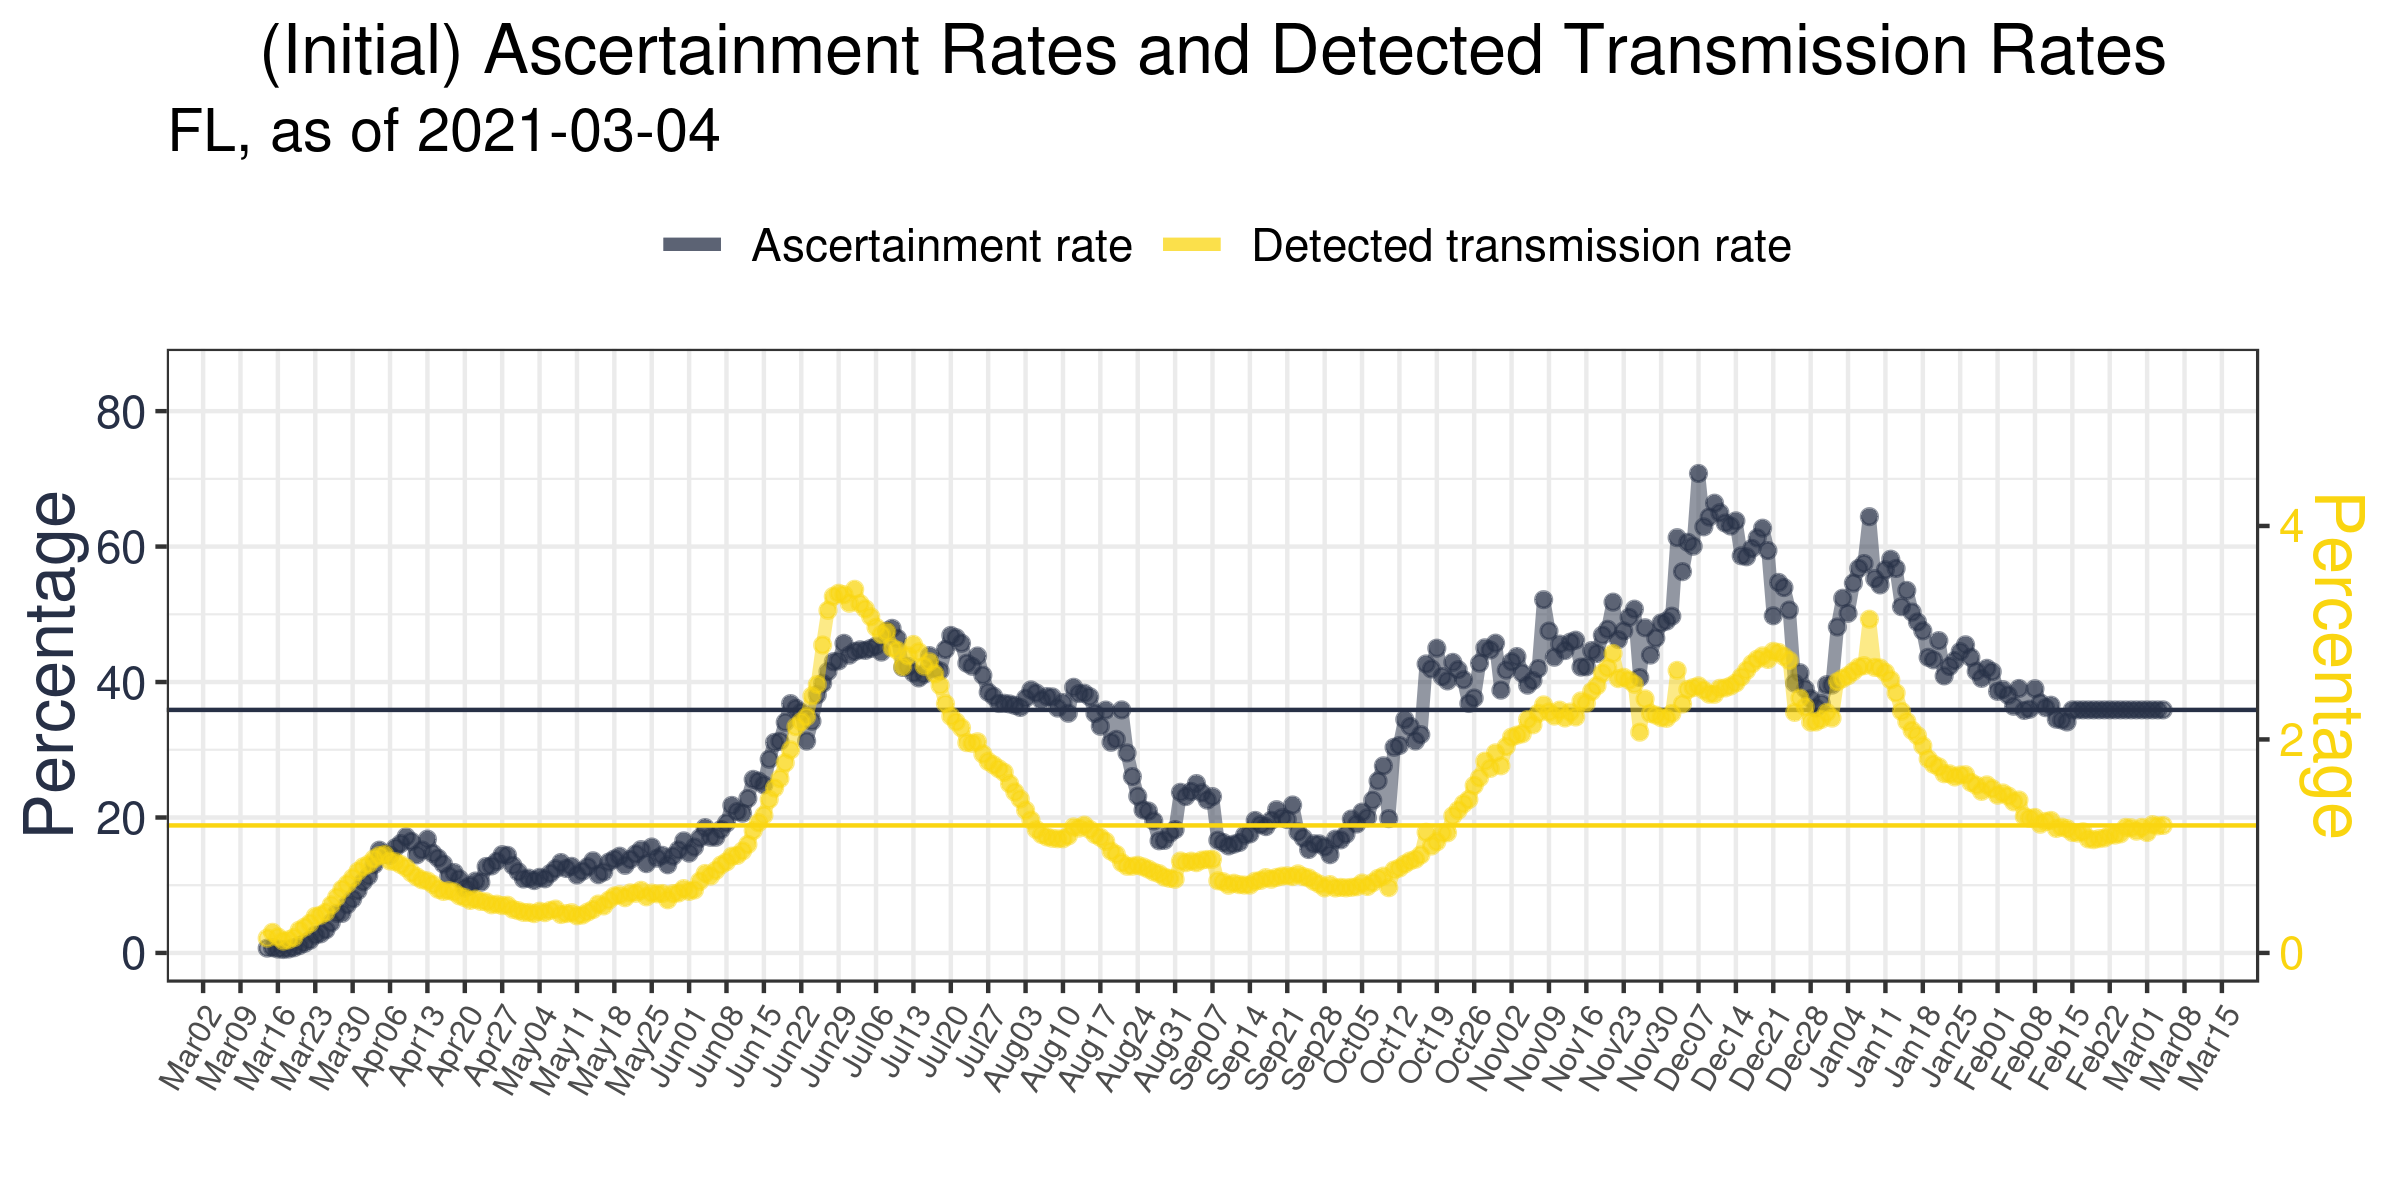 (Initial) Ascertainment Rates and Detected Transmission Rates
FL, as of 2021-03-04
Ascertainment rate
Detected transmission rate
Percentage
80
60
40
20
0
Percentage
4
2
0
Mar02
Mar09
Mar16
Mar23
Mar30
Apr06
Apr13
Apr20
Apr27
May04
May11
May18
May25
Jun01
Jun08
Jun15
Jun22
Jun29
Jul06
Jul13
Jul20
Jul27
Aug03
Aug10
Aug17
Aug24
Aug31
Sep07
Sep14
Sep21
Sep28
Oct05
Oct12
Oct19
Oct26
Nov02
Nov09
Nov16
Nov23
Nov30
Dec07
Dec14
Dec21
Dec28
Jan04
Jan11
Jan18
Jan25
Feb01
Feb08
Feb15
Feb22
Mar01
Mar08
Mar15